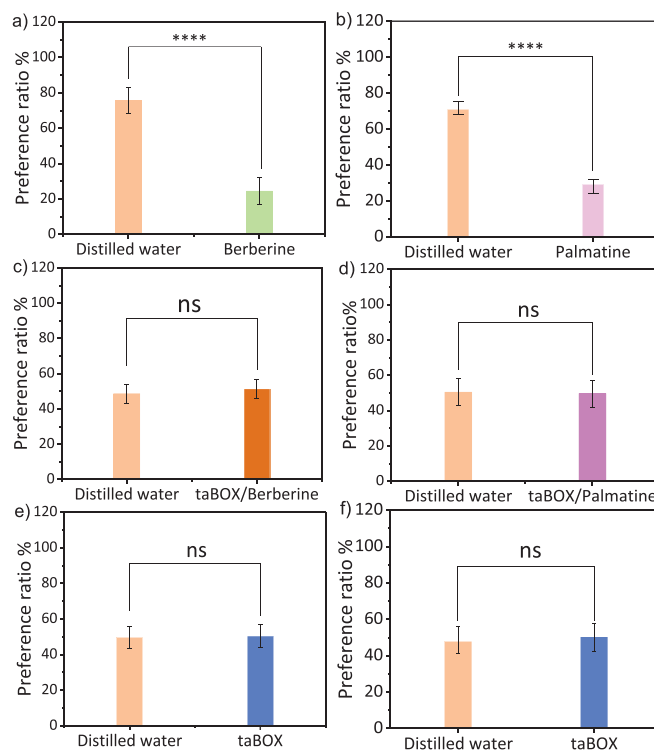 a)
120
100
80
60
40
20
0
Preference ratio %
****
Distilled water
Berberine
b)
120
100
80
60
40
20
0
Preference ratio %
****
Distilled water
Palmatine
c)
120
100
80
60
40
20
0
Preference ratio %
ns
Distilled water
taBOX/Berberine
d)
120
100
80
60
40
20
0
Preference ratio%
ns
Distilled water
taBOX/Palmatine
e)
120
100
80
60
40
20
0
Preference ratio %
ns
Distilled water
taBOX
f)
120
100
80
60
40
20
0
Preference ratio %
ns
Distilled water
taBOX